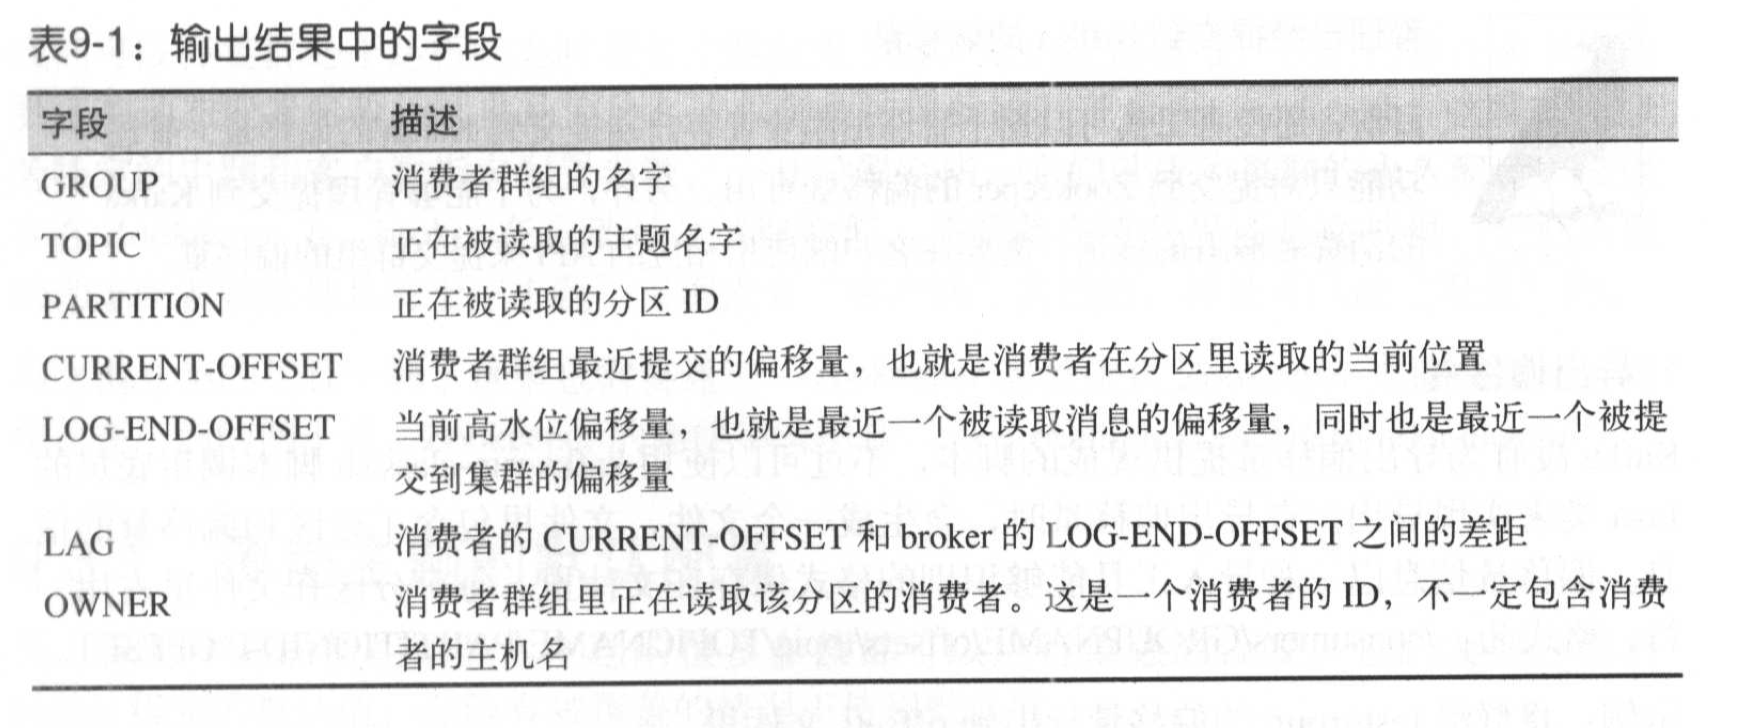 表9-1：输出结果中的字段
字段 描述
GROUP 消费者群组的名字
TOPIC 正在被读取的主题名字
PARTITION 正在被读取的分区 ID
CURRENT-OFFSET 消费者群组最近提交的偏移量，也就是消费者在分区里读取的当前位置
LOG-END-OFFSET 当前高水位偏移量，也就是最近一个被读取消息的偏移量，同时也是最近一个被提
交到集群的偏移量
LAG 消费者的 CURRENT-OFFSET 和 broker 的 LOG-END-OFFSET 之间的差距
OWNER 消费者群组里正在读取该分区的消费者。这是一个消费者的 ID，不一定包含消费
者的主机名